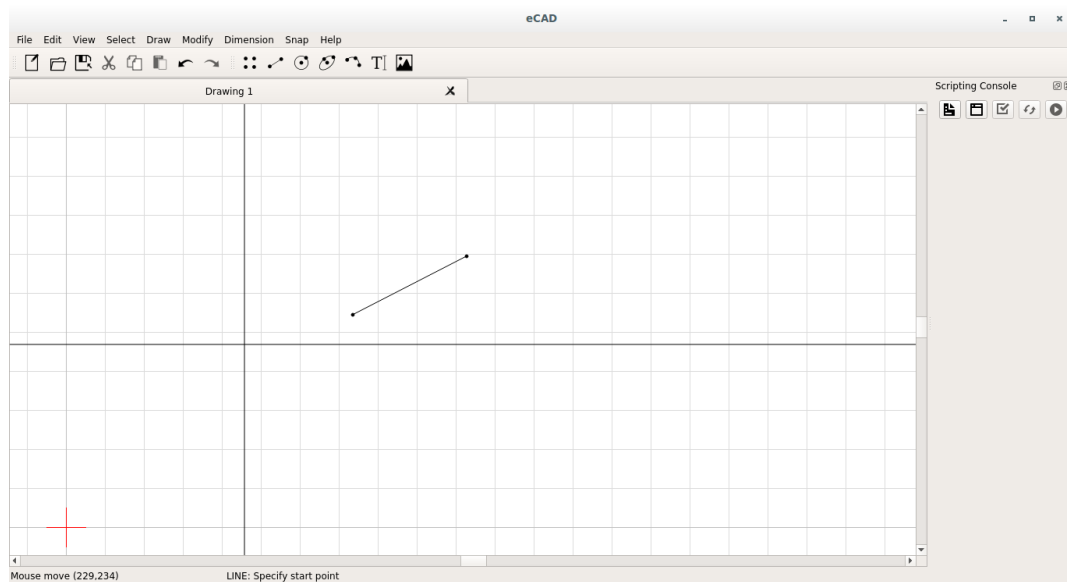 eCAD
File Edit View Select Draw Modify Dimension Snap Help
Drawing 1
Scripting Console
Mouse move (229,234) LINE: Specify start point